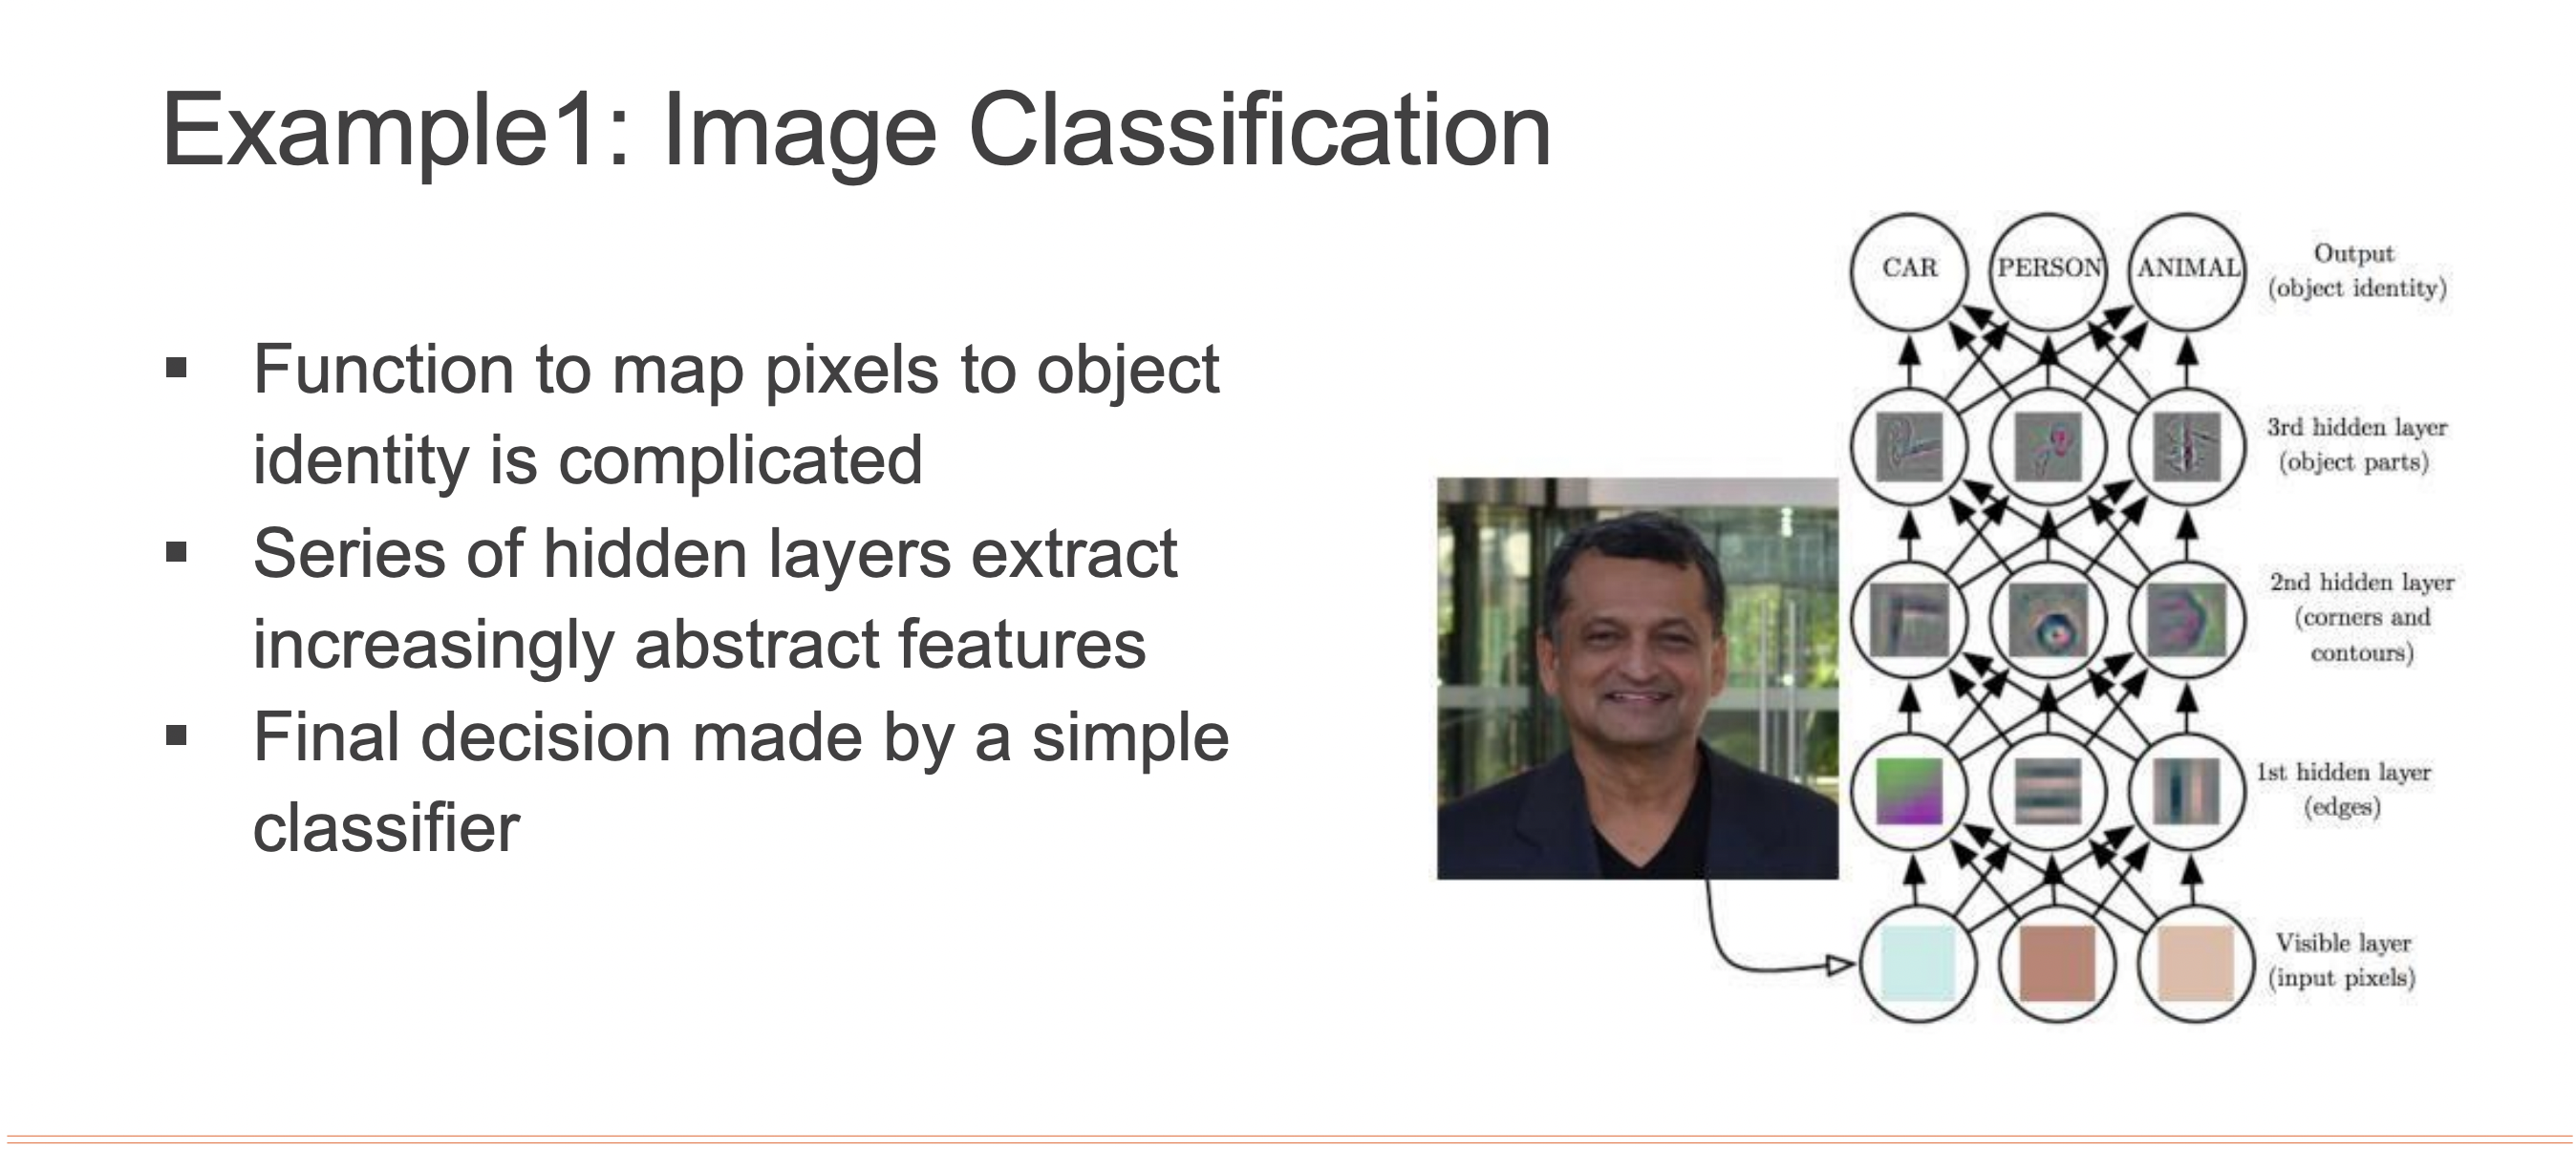 Example1: Image Classification
▪ Function to map pixels to object
identity is complicated
▪ Series of hidden layers extract
increasingly abstract features
▪ Final decision made by a simple
classifier
CAR PERSON ANIMAL
Output
(object identity)
3rd hidden layer
(object parts)
2nd hidden layer
(corners and
contours)
1st hidden layer
(edges)
Visible layer
(input pixels)